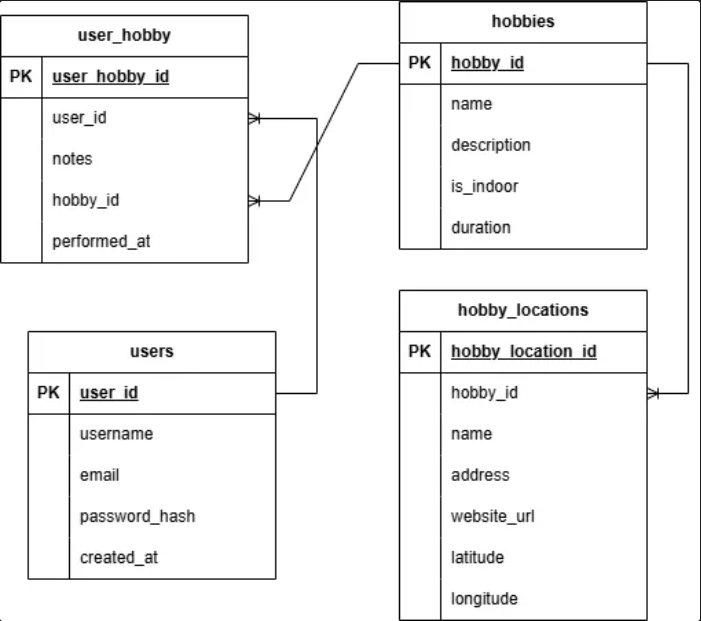 user_hobby
PK user_hobby_id
user_id
notes
hobby_id
performed_at
hobbies
PK hobby_id
name
description
is_indoor
duration
users
PK user_id
username
email
password_hash
created_at
hobby_locations
PK hobby_location_id
hobby_id
name
address
website_url
latitude
longitude